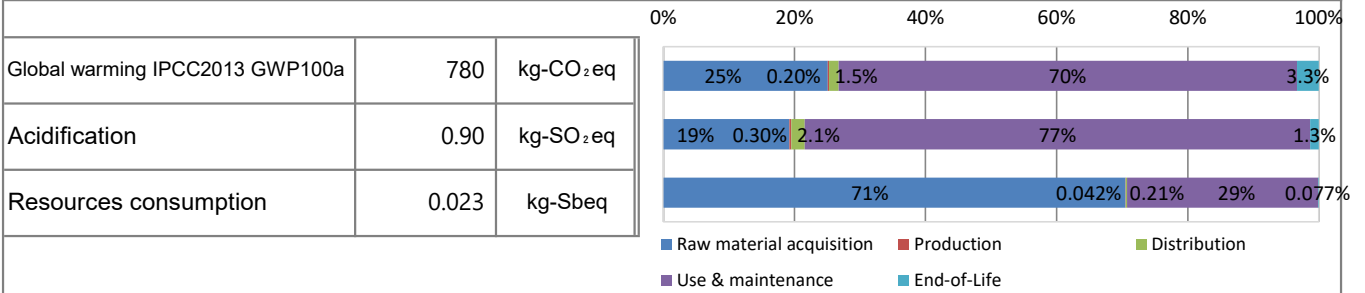 0% 20% 40% 60% 80% 100%
Global warming IPCC2013 GWP100a 780 kg-CO₂eq 25% 0.20% 1.5% 70% 3.3%
Acidification 0.90 kg-SO₂eq 19% 0.30% 2.1% 77% 1.3%
Resources consumption 0.023 kg-Sbeq 71% 0.042% 0.21% 29% 0.077%
Raw material acquisition Production Distribution
Use & maintenance End-of-Life